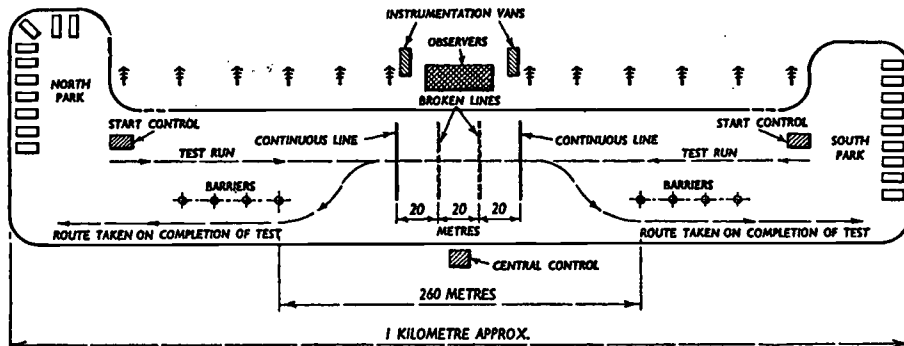 INSTRUMENTATION VANS
OBSERVERS
NORTH
PARK
BROKEN LINES
START CONTROL
CONTINUOUS LINE
CONTINUOUS LINE
START CONTROL
TEST RUN
TEST RUN
SOUTH
PARK
BARRIERS
BARRIERS
20 20 20
ROUTE TAKEN ON COMPLETION OF TEST
METRES
ROUTE TAKEN ON COMPLETION OF TEST
CENTRAL CONTROL
260 METRES
1 KILOMETRE APPROX.